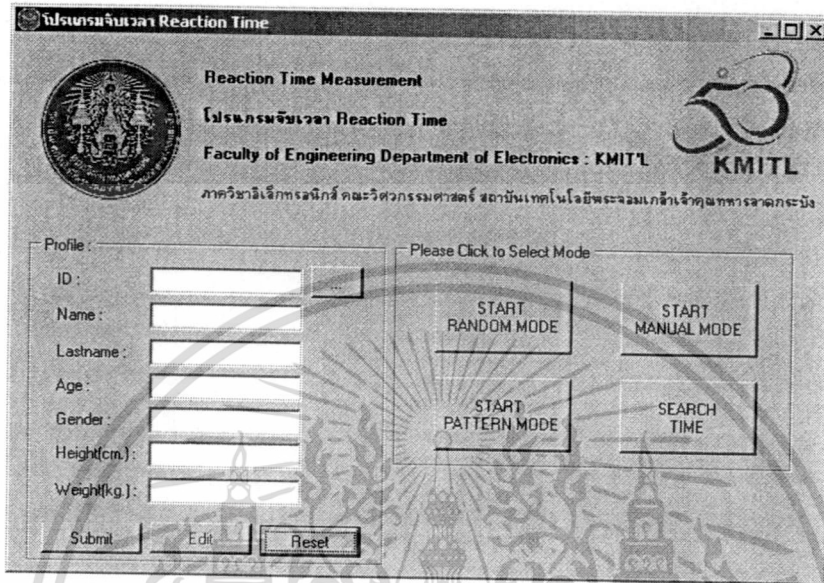 โปรแกรมจับเวลา Reaction Time
Reaction Time Measurement
โปรแกรมจับเวลา Reaction Time
Faculty of Engineering Department of Electronics : KMIT'L
KMITL
ภาควิชาอิเล็กทรอนิกส์ คณะวิศวกรรมศาสตร์ สถาบันเทคโนโลยีพระจอมเกล้าเจ้าคุณทหารลาดกระบัง
Profile :
ID :
...
Name :
Lastname :
Age :
Gender :
Height(cm.) :
Weight(kg.) :
Submit
Edit
Reset
Please Click to Select Mode
START
RANDOM MODE
START
MANUAL MODE
START
PATTERN MODE
SEARCH
TIME